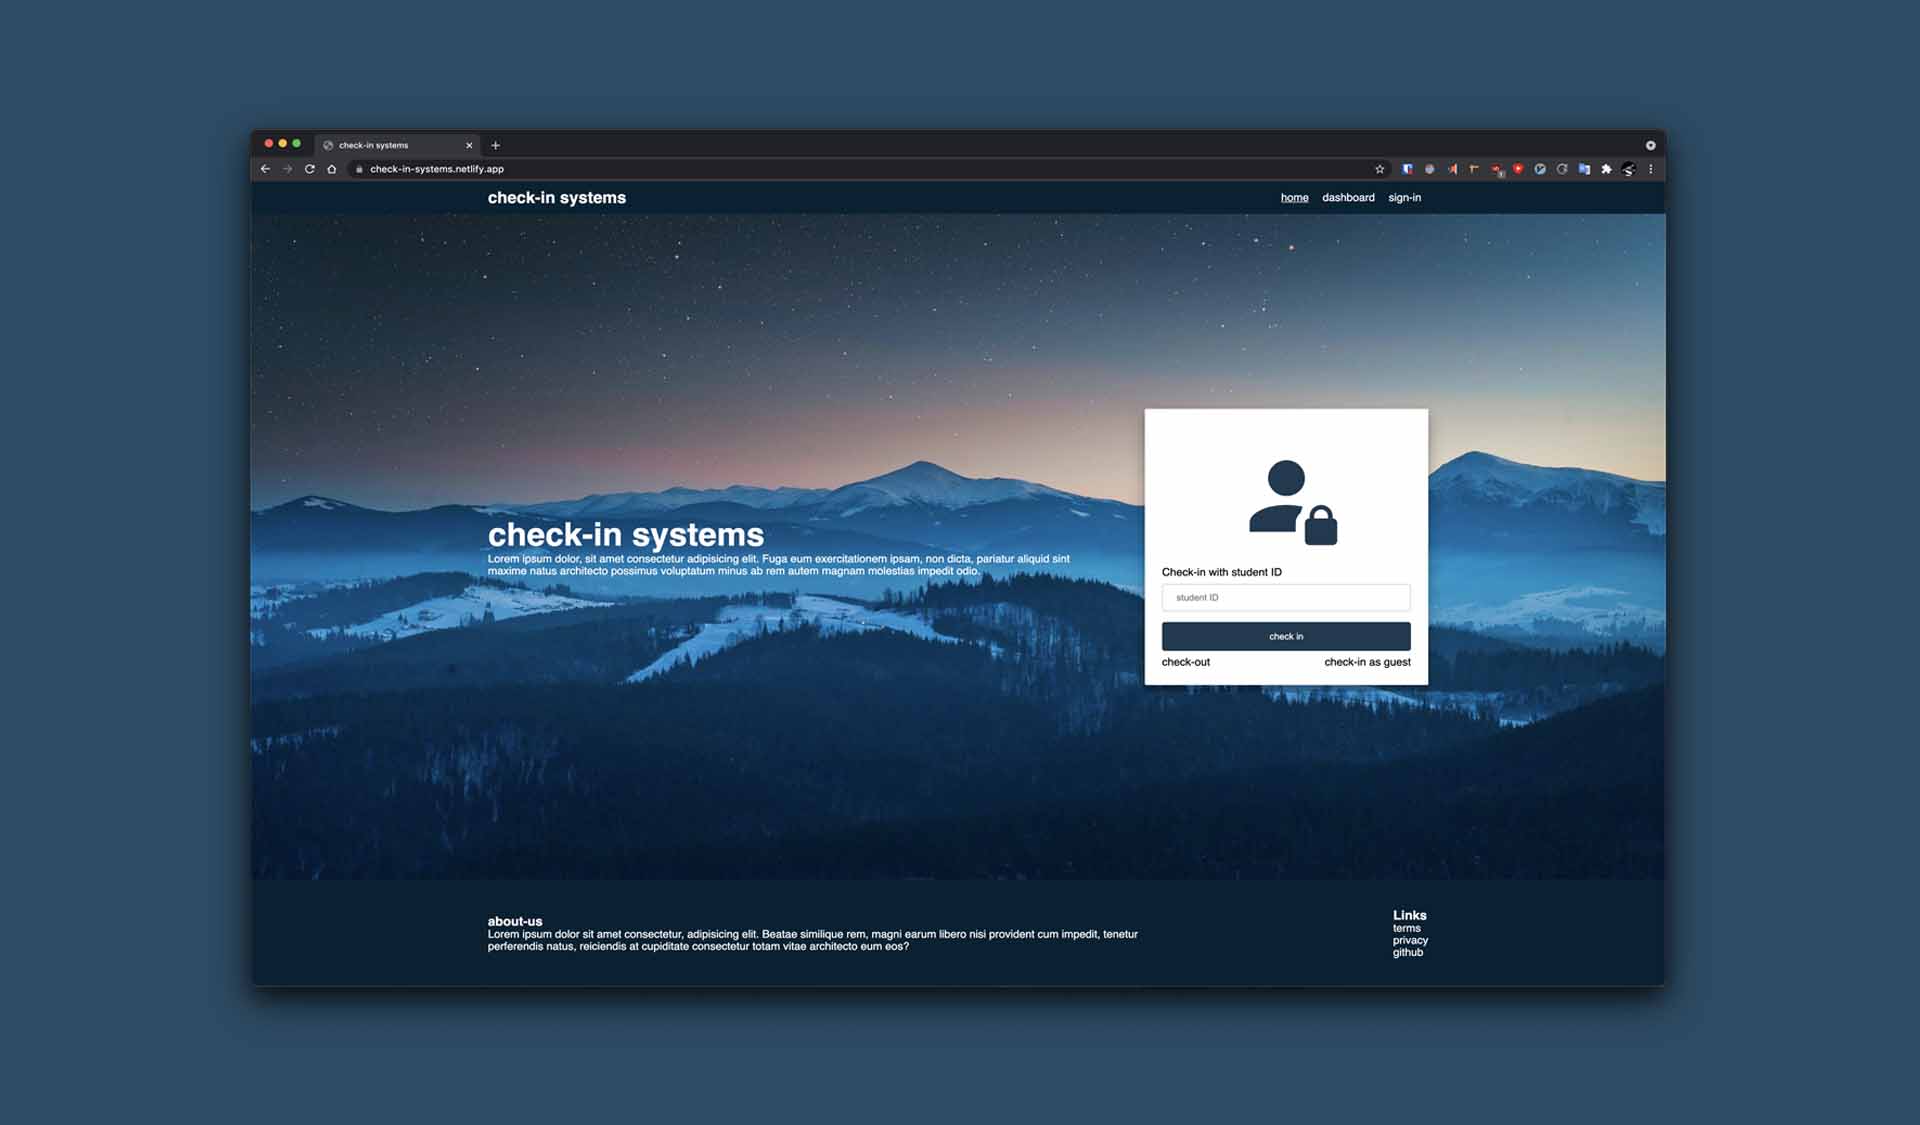 check-in systems
check-in-systems.netlify.app
check-in systems
home dashboard sign-in
check-in systems
Lorem ipsum dolor, sit amet consectetur adipisicing elit. Fuga eum exercitationem ipsam, non dicta, pariatur aliquid sint
maxime natus architecto possimus voluptatum minus ab rem autem magnam molestias impedit odio.
Check-in with student ID
student ID
check in
check-out check-in as guest
about-us
Lorem ipsum dolor sit amet consectetur, adipisicing elit. Beatae similique rem, magni earum libero nisi provident cum impedit, tenetur
perferendis natus, reiciendis at cupiditate consectetur totam vitae architecto eum eos?
Links
terms
privacy
github